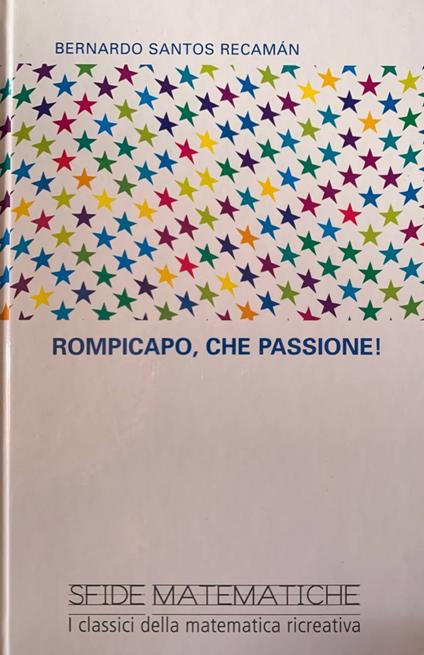 BERNARDO SANTOS RECAMÁN
ROMPICAPO, CHE PASSIONE!
SFIDE MATEMATICHE
I classici della matematica ricreativa